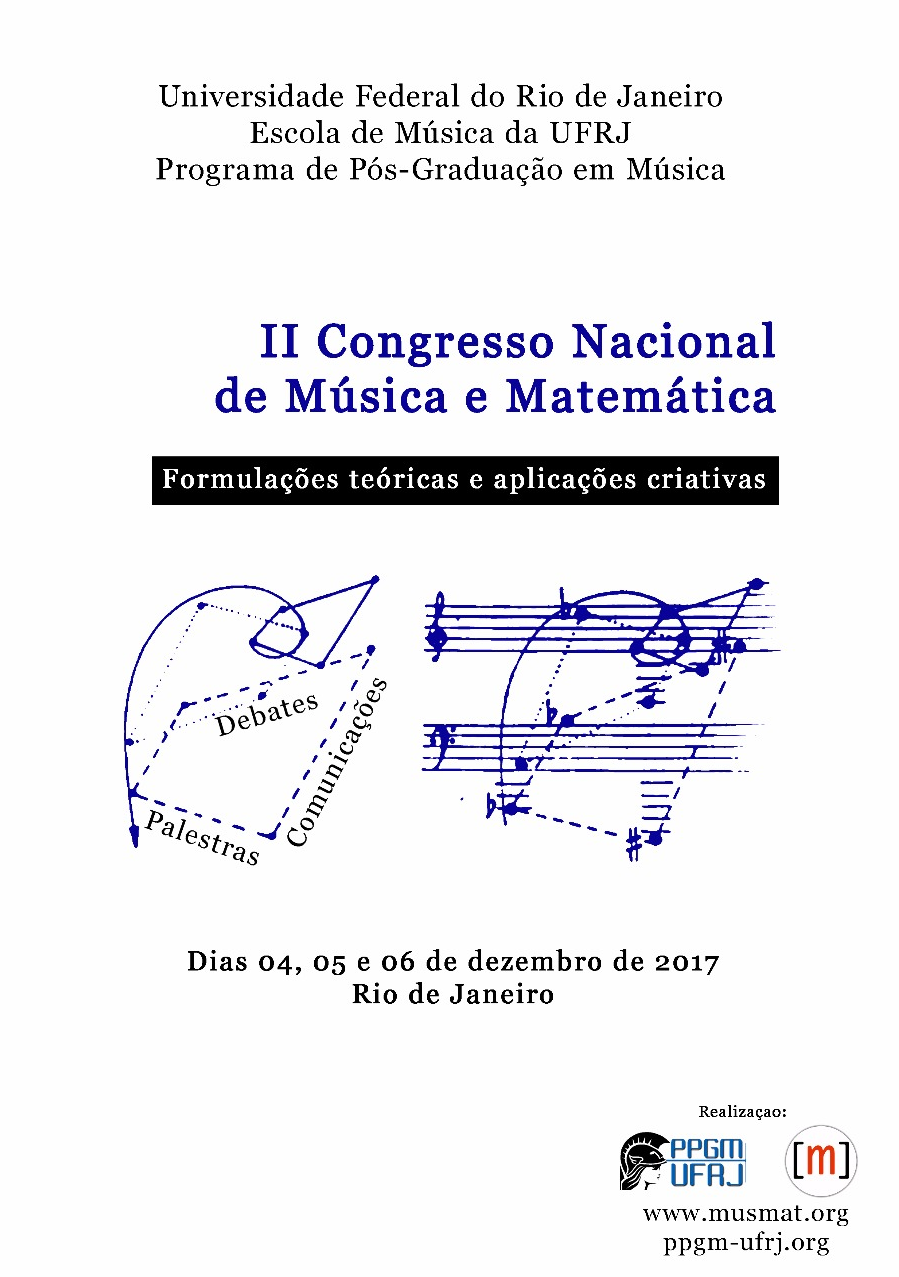 Universidade Federal do Rio de Janeiro
Escola de Música da UFRJ
Programa de Pós-Graduação em Música
II Congresso Nacional
de Música e Matemática
Formulações teóricas e aplicações criativas
Debates
Comunicações
Palestras
Dias 04, 05 e 06 de dezembro de 2017
Rio de Janeiro
Realizaçao:
PPGM
UFRJ
[m]
www.musmat.org
ppgm-ufrj.org